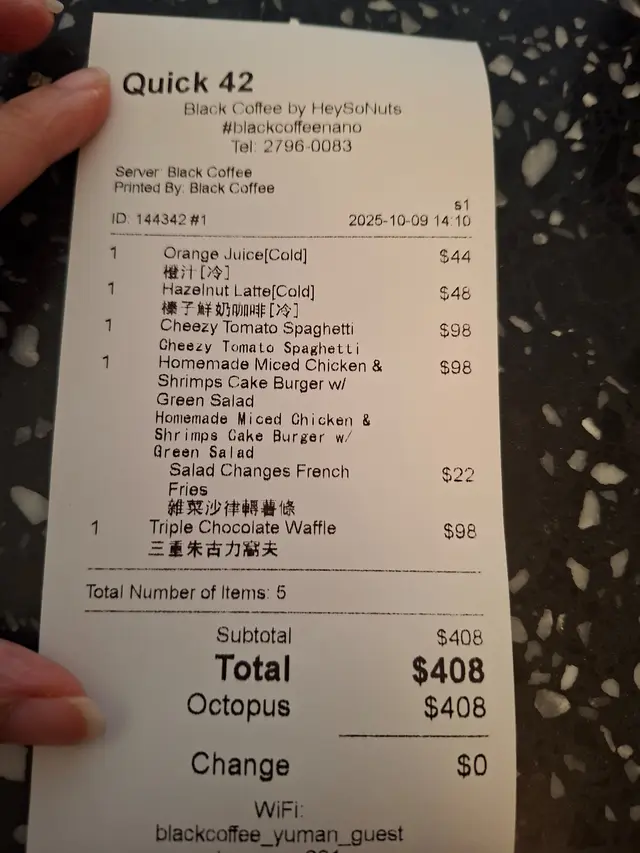 Quick 42
Black Coffee by HeySoNuts
#blackcoffeenano
Tel: 2796-0083
Server: Black Coffee
Printed By: Black Coffee
s1
ID: 144342 #1 2025-10-09 14:10
1 Orange Juice[Cold] $44
橙汁[冷]
1 Hazelnut Latte[Cold] $48
榛子鮮奶咖啡[冷]
1 Cheezy Tomato Spaghetti $98
Cheezy Tomato Spaghetti
1 Homemade Miced Chicken & $98
Shrimps Cake Burger w/
Green Salad
Homemade Miced Chicken &
Shrimps Cake Burger w/
Green Salad
Salad Changes French $22
Fries
雜菜沙律轉薯條
1 Triple Chocolate Waffle $98
三重朱古力窩夫
Total Number of Items: 5
Subtotal $408
Total $408
Octopus $408
Change $0
WiFi:
blackcoffee_yuman_guest